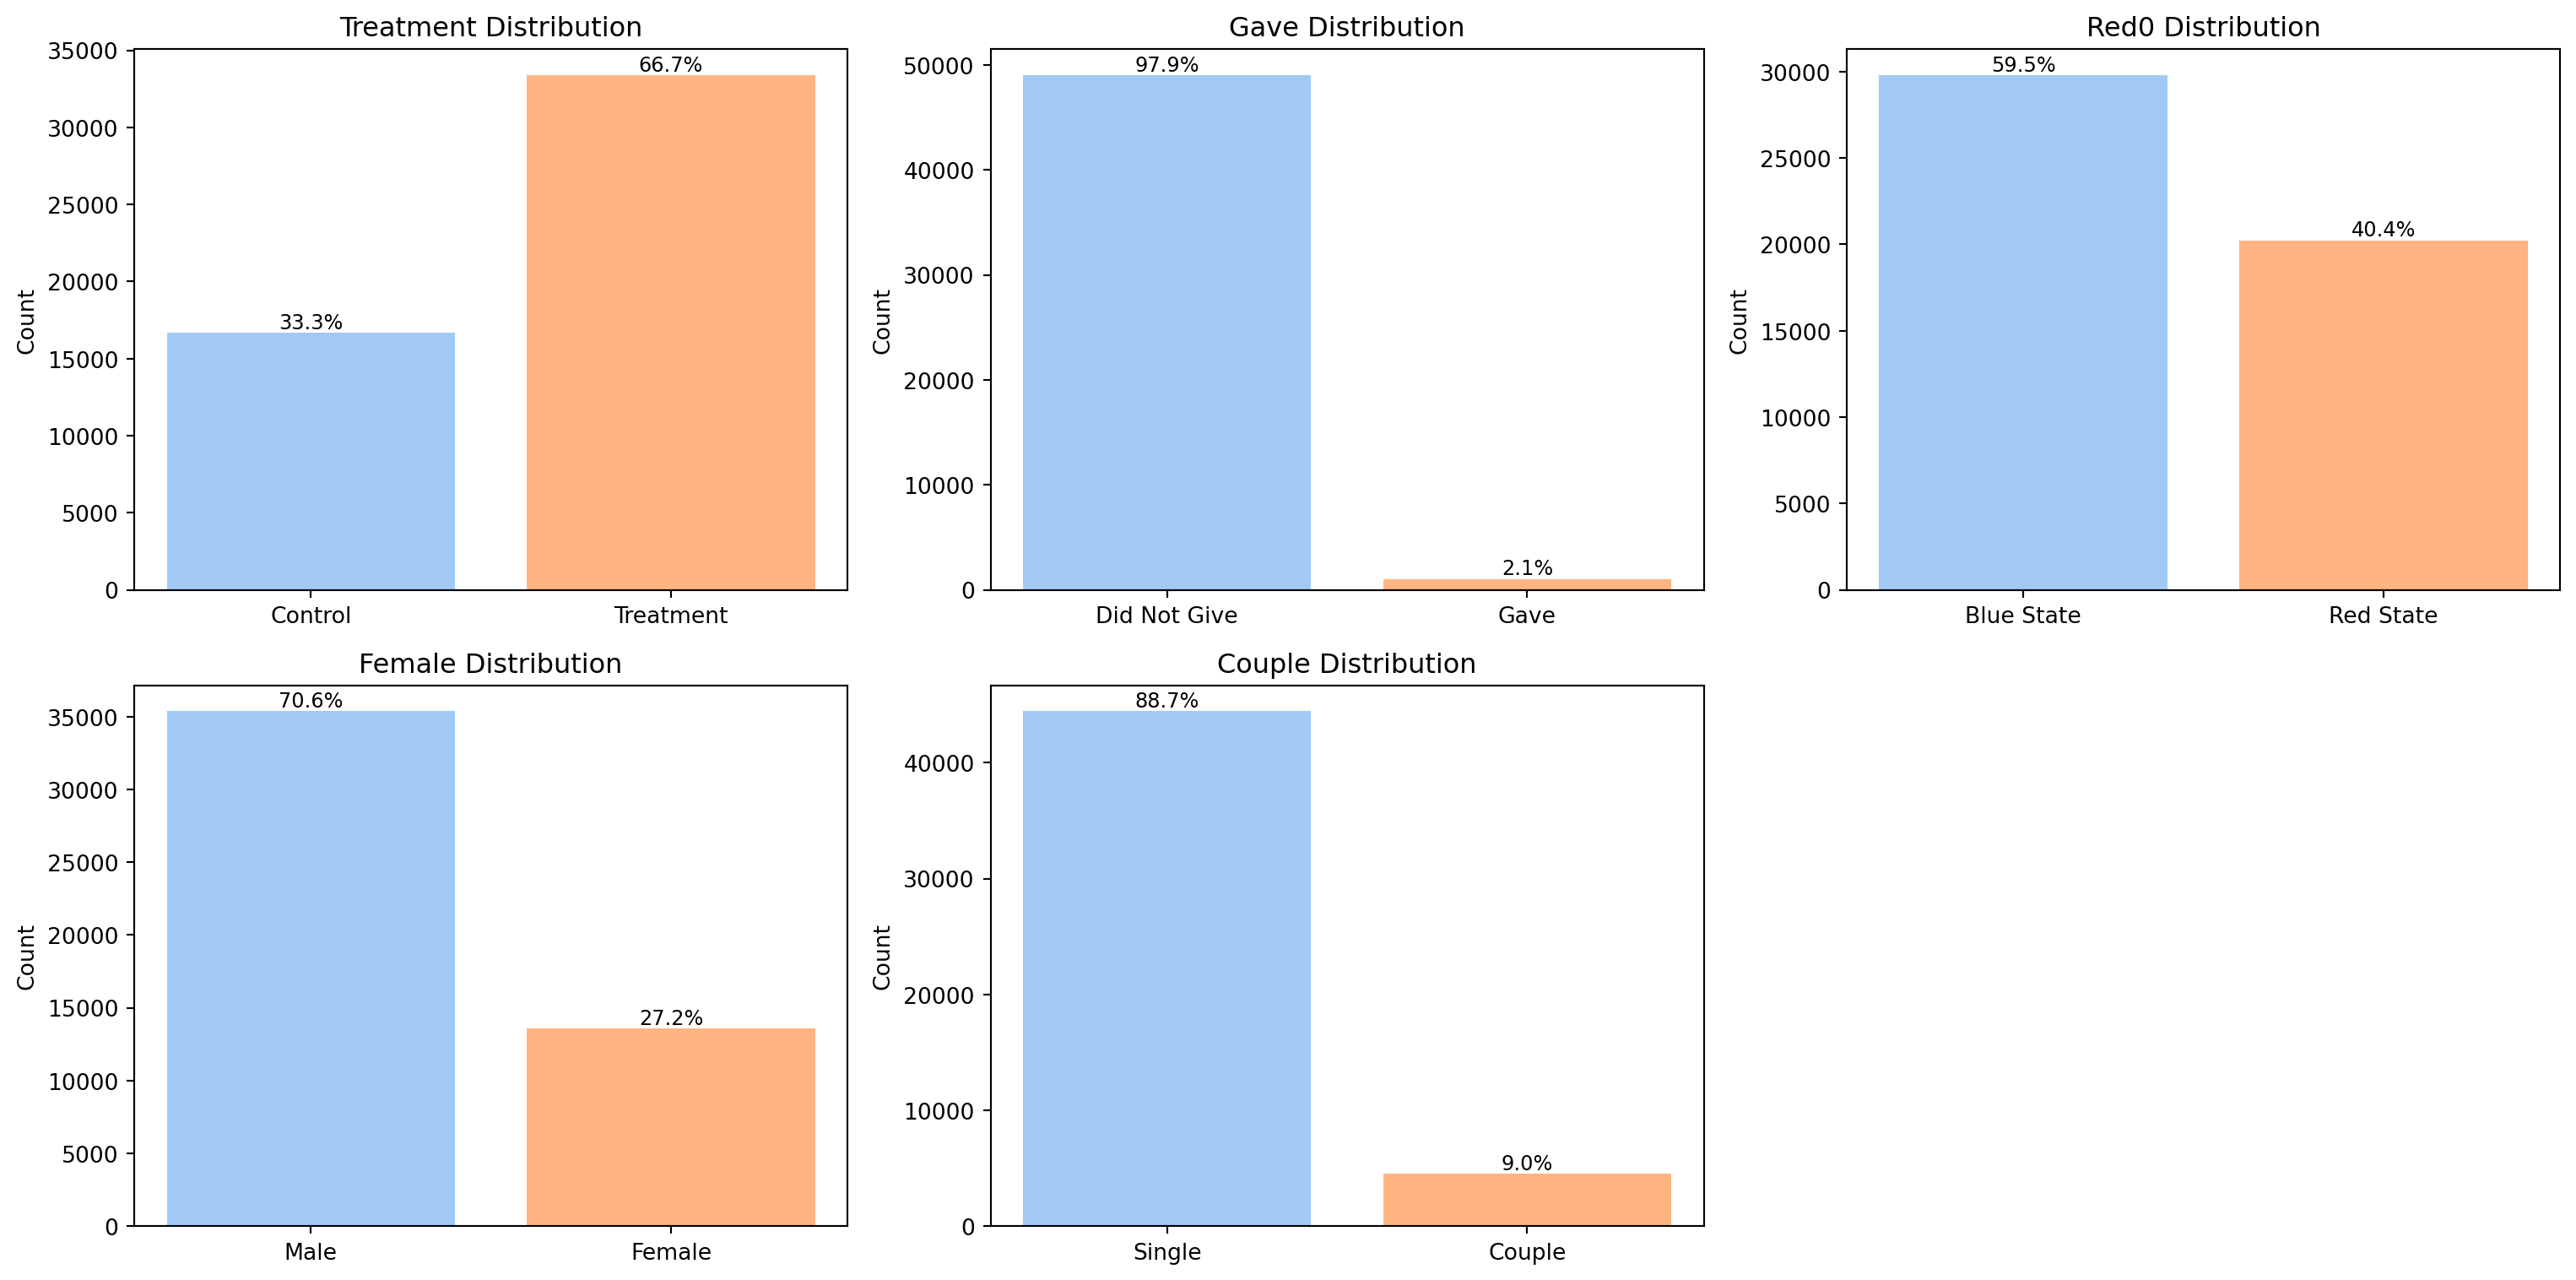 Treatment Distribution
35000
30000
25000
20000
15000
10000
5000
0
Count
33.3%
66.7%
Control
Treatment
Gave Distribution
50000
40000
30000
20000
10000
0
Count
97.9%
2.1%
Did Not Give
Gave
Red0 Distribution
30000
25000
20000
15000
10000
5000
0
Count
59.5%
40.4%
Blue State
Red State
Female Distribution
35000
30000
25000
20000
15000
10000
5000
0
Count
70.6%
27.2%
Male
Female
Couple Distribution
40000
30000
20000
10000
0
Count
88.7%
9.0%
Single
Couple